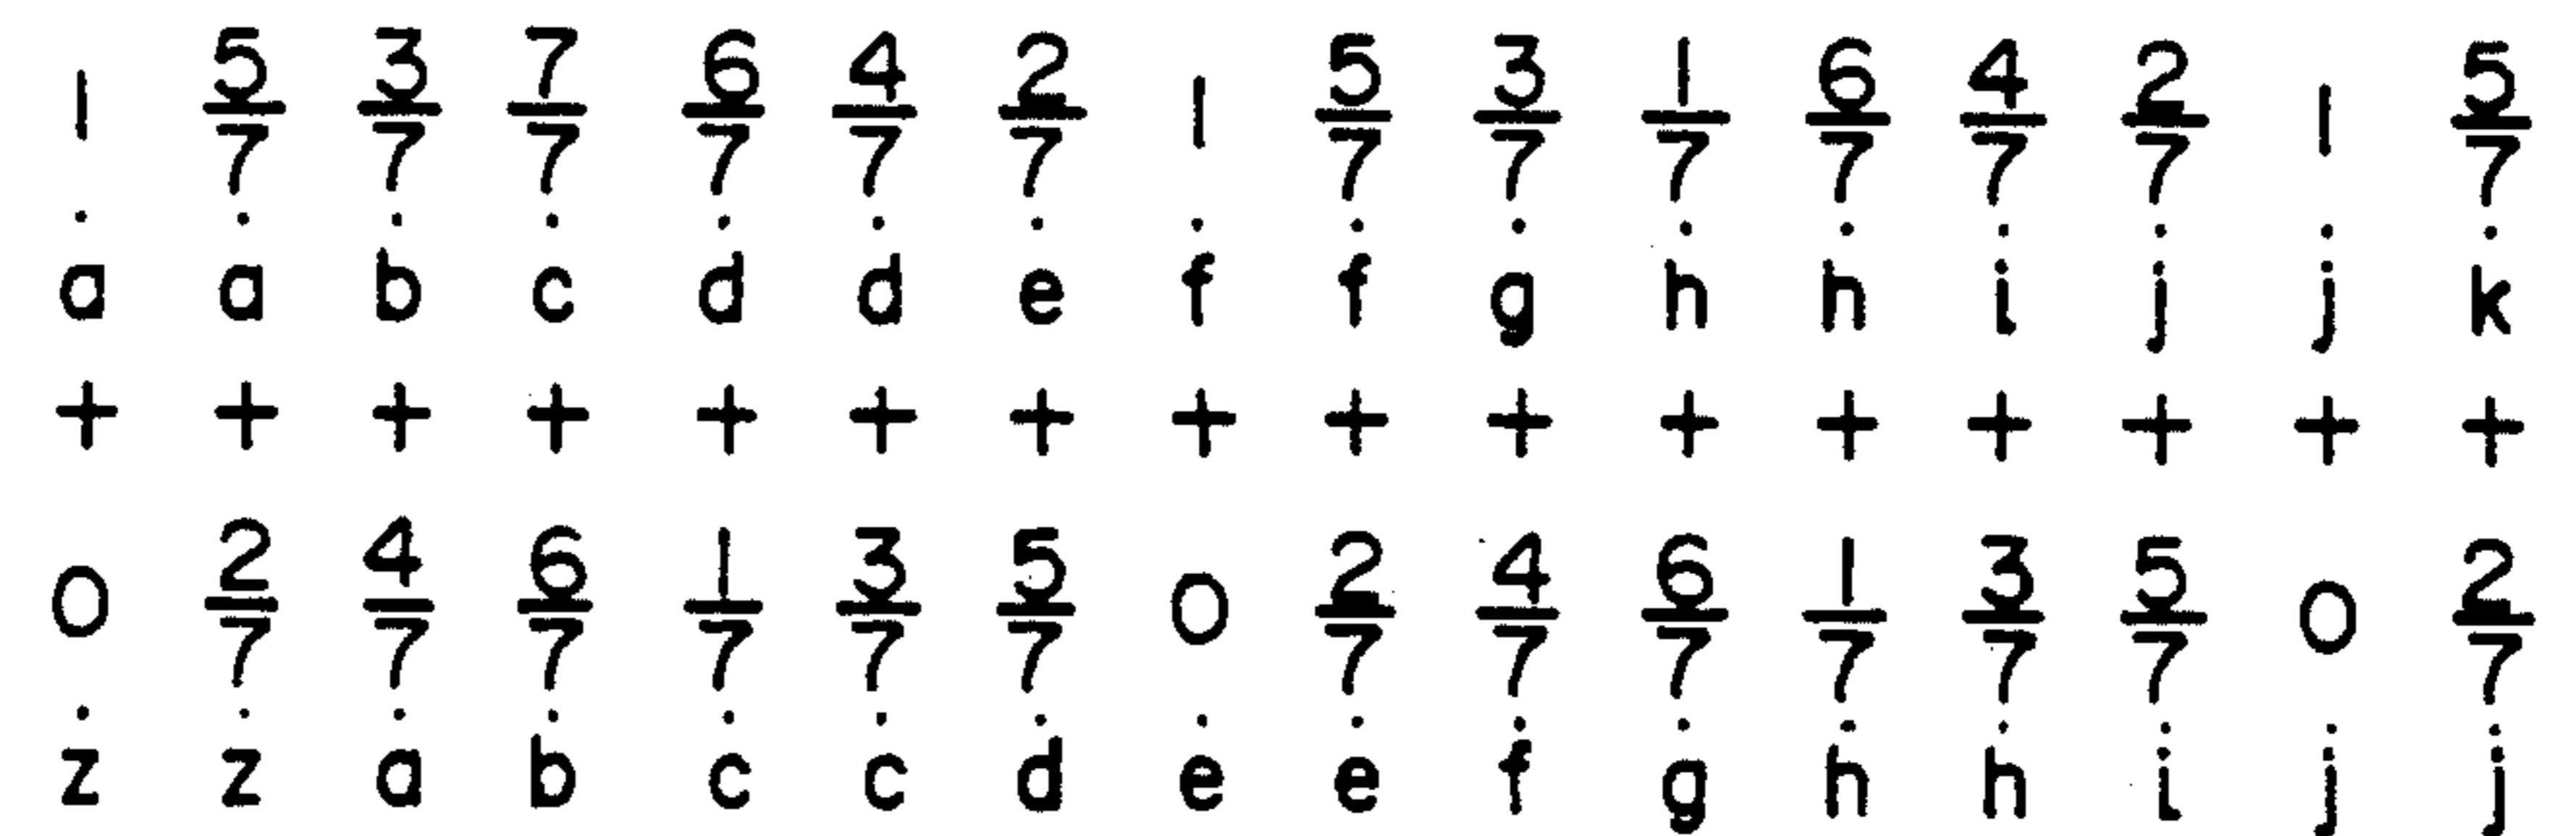 1 5/7 3/7 7/7 6/7 4/7 2/7 1 5/7 3/7 1/7 6/7 4/7 2/7 1 5/7
. . . . . . . . . . . . . . . .
a a b c d d e f f g h h i j j k
+ + + + + + + + + + + + + + + +
0 2/7 4/7 6/7 1/7 3/7 5/7 0 2/7 4/7 6/7 1/7 3/7 5/7 0 2/7
. . . . . . . . . . . . . . . .
z z a b c c d e e f g h h i j j